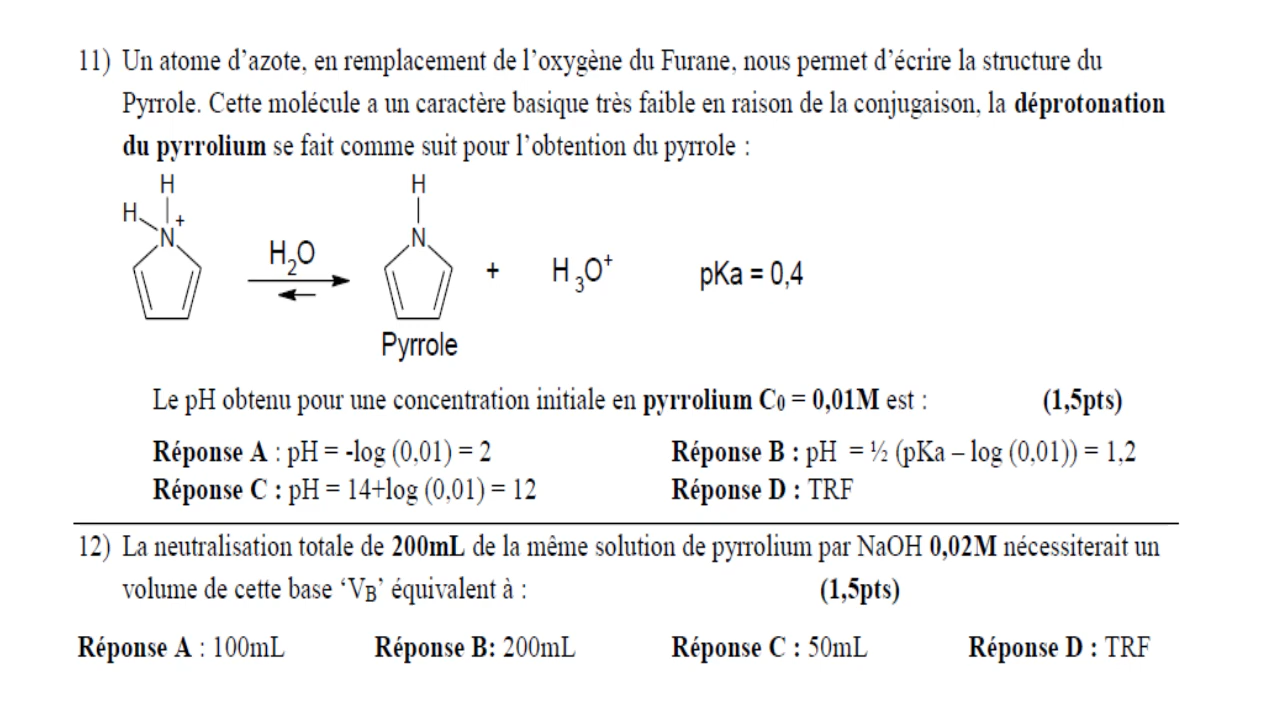 11) Un atome d’azote, en remplacement de l’oxygène du Furane, nous permet d’écrire la structure du
Pyrrole. Cette molécule a un caractère basique très faible en raison de la conjugaison, la déprotonation
du pyrrolium se fait comme suit pour l’obtention du pyrrole :
H H
H
N + H₂O N + H₃O⁺ pKa = 0,4
Pyrrole
Le pH obtenu pour une concentration initiale en pyrrolium C₀ = 0,01M est : (1,5pts)
Réponse A : pH = -log (0,01) = 2 Réponse B : pH = ½ (pKa – log (0,01)) = 1,2
Réponse C : pH = 14+log (0,01) = 12 Réponse D : TRF
12) La neutralisation totale de 200mL de la même solution de pyrrolium par NaOH 0,02M nécessiterait un
volume de cette base ‘VB’ équivalent à : (1,5pts)
Réponse A : 100mL Réponse B: 200mL Réponse C : 50mL Réponse D : TRF